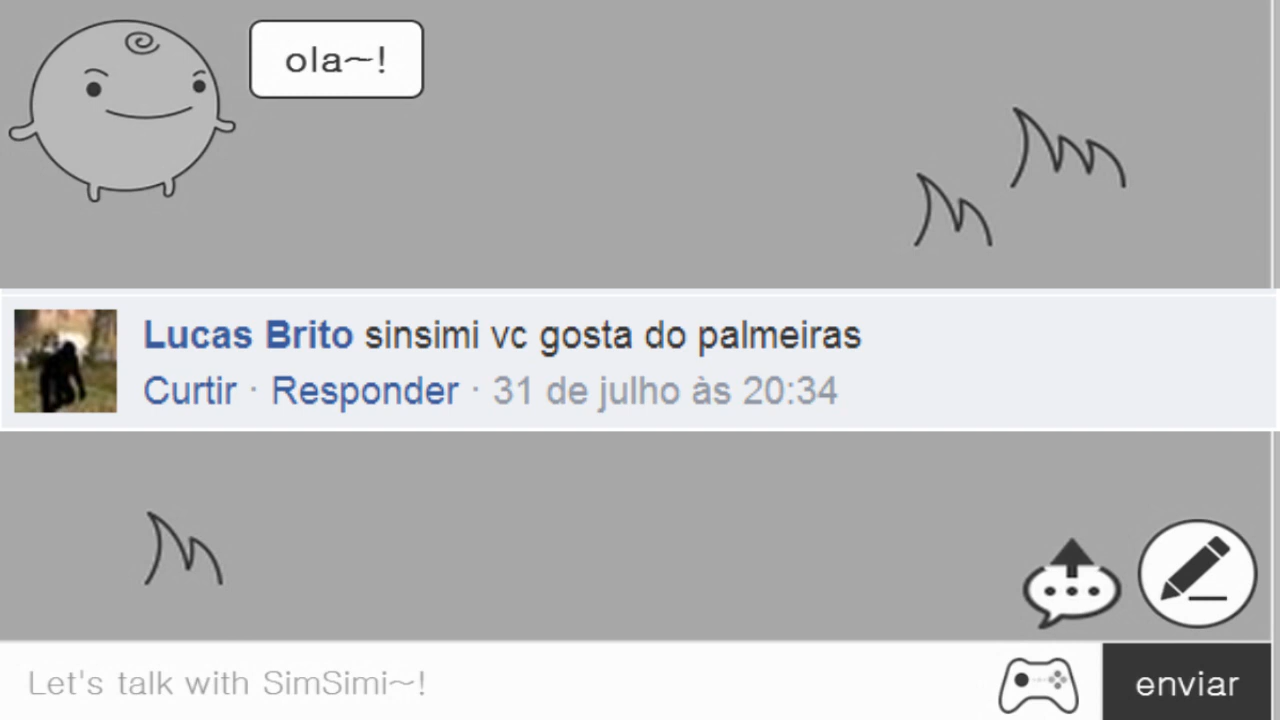 ola~!
Lucas Brito sinsimi vc gosta do palmeiras
Curtir · Responder · 31 de julho às 20:34
Let's talk with SimSimi~!
enviar